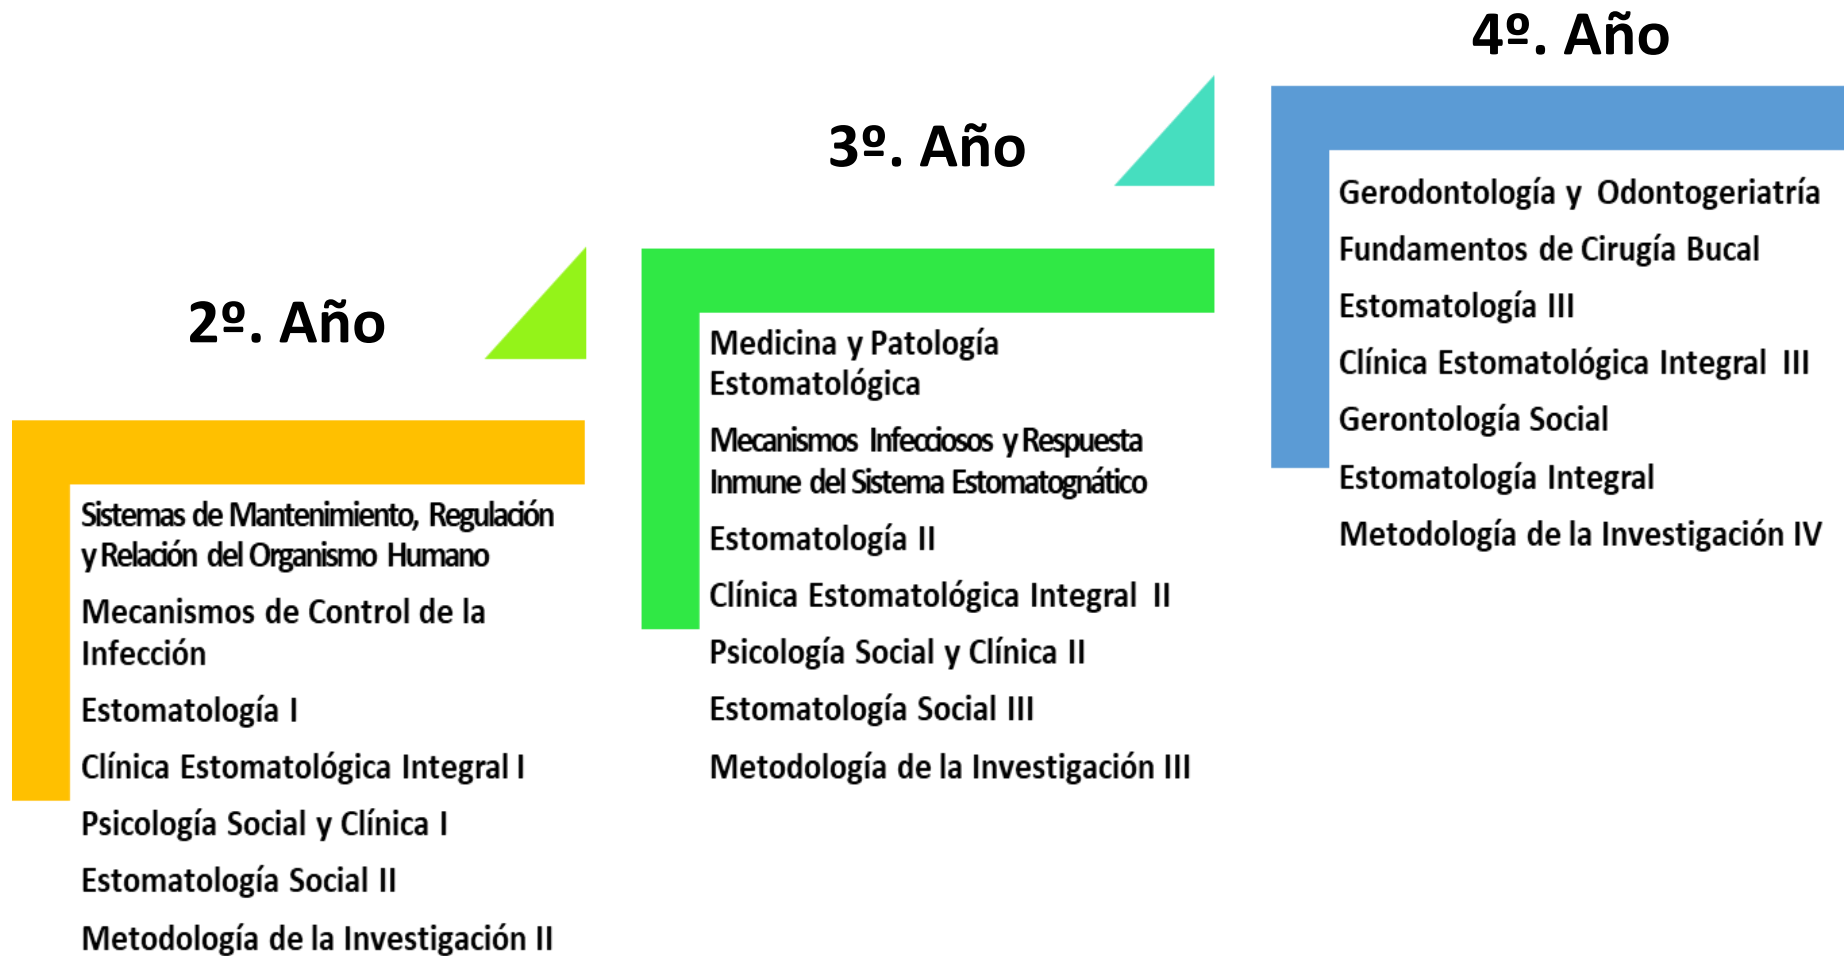 2º. Año
Sistemas de Mantenimiento, Regulación
y Relación del Organismo Humano
Mecanismos de Control de la
Infección
Estomatología I
Clínica Estomatológica Integral I
Psicología Social y Clínica I
Estomatología Social II
Metodología de la Investigación II
3º. Año
Medicina y Patología
Estomatológica
Mecanismos Infecciosos y Respuesta
Inmune del Sistema Estomatognático
Estomatología II
Clínica Estomatológica Integral II
Psicología Social y Clínica II
Estomatología Social III
Metodología de la Investigación III
4º. Año
Gerodontología y Odontogeriatría
Fundamentos de Cirugía Bucal
Estomatología III
Clínica Estomatológica Integral III
Gerontología Social
Estomatología Integral
Metodología de la Investigación IV